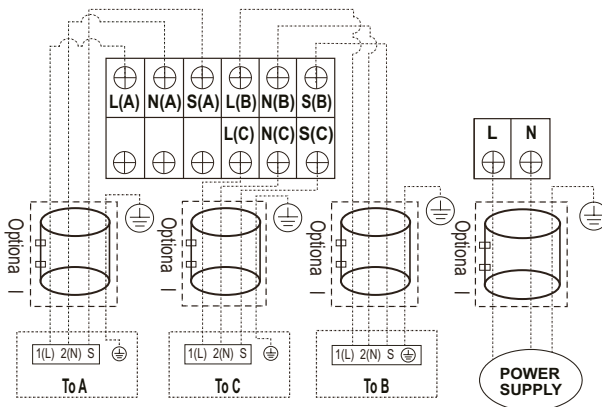 L(A) N(A) S(A) L(B) N(B) S(B)
L(C) N(C) S(C)
L N
Optiona l
Optiona l
Optiona l
Optiona l
1(L) 2(N) S
To A
1(L) 2(N) S
To C
1(L) 2(N) S
To B
POWER
SUPPLY